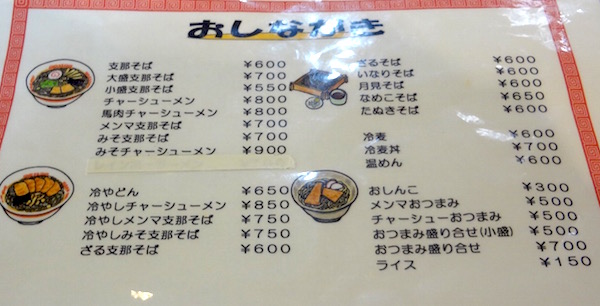 おしながき
支那そば ¥600
大盛支那そば ¥700
小盛支那そば ¥550
チャーシューメン ¥800
馬肉チャーシューメン ¥800
メンマ支那そば ¥700
みそ支那そば ¥700
みそチャーシューメン ¥900
冷やどん ¥650
冷やしチャーシューメン ¥850
冷やしメンマ支那そば ¥750
冷やしみそ支那そば ¥750
ざる支那そば ¥600
ざるそば ¥600
いなりそば ¥600
月見そば ¥600
なめこそば ¥650
たぬきそば ¥600
冷麦 ¥600
冷麦丼 ¥700
温めん ¥600
おしんこ ¥300
メンマおつまみ ¥500
チャーシューおつまみ ¥500
おつまみ盛り合せ(小盛) ¥500
おつまみ盛り合せ ¥700
ライス ¥150